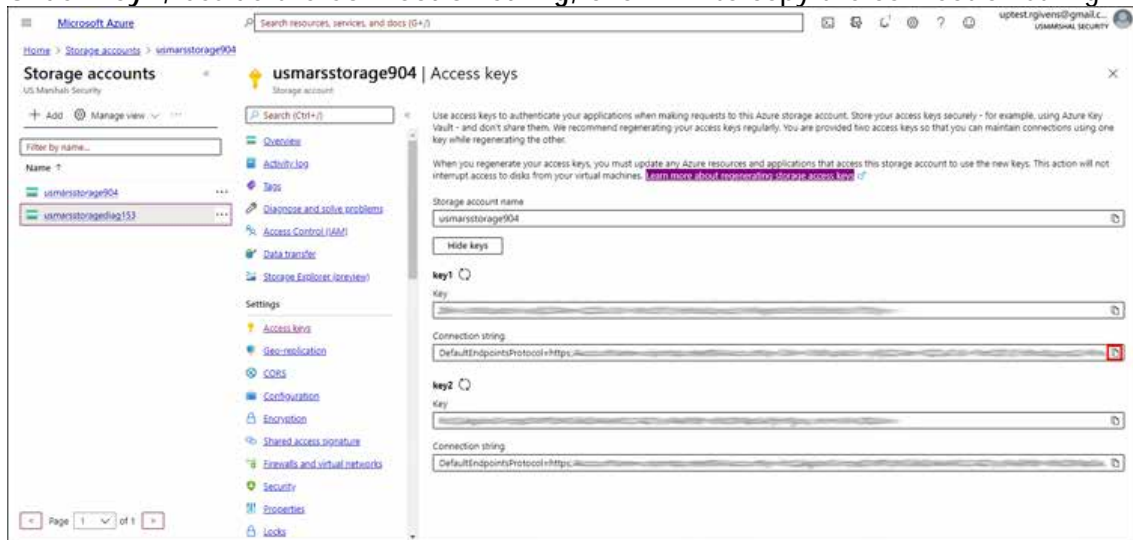 Microsoft Azure
Search resources, services, and docs (G+/)
uptest.rgivens@gmail.c...
USMARSHAL SECURITY
Home > Storage accounts > usmarsstorage904
Storage accounts
US Marshals Security
+ Add
Manage view
...
Filter by name...
Name ↑
usmarsstorage904
...
usmarsstoragediag153
...
< Page 1 of 1 >
usmarsstorage904 | Access keys
Storage account
Search (Ctrl+/)
Overview
Activity log
Tags
Diagnose and solve problems
Access Control (IAM)
Data transfer
Storage Explorer (preview)
Settings
Access keys
Geo-replication
CORS
Configuration
Encryption
Shared access signature
Firewalls and virtual networks
Security
Properties
Locks
Use access keys to authenticate your applications when making requests to this Azure storage account. Store your access keys securely - for example, using Azure Key
Vault - and don't share them. We recommend regenerating your access keys regularly. You are provided two access keys so that you can maintain connections using one
key while regenerating the other.
When you regenerate your access keys, you must update any Azure resources and applications that access this storage account to use the new keys. This action will not
interrupt access to disks from your virtual machines. Learn more about regenerating storage access keys
Storage account name
usmarsstorage904
Hide keys
key1
Key
Connection string
DefaultEndpointsProtocol=https;
key2
Key
Connection string
DefaultEndpointsProtocol=https;